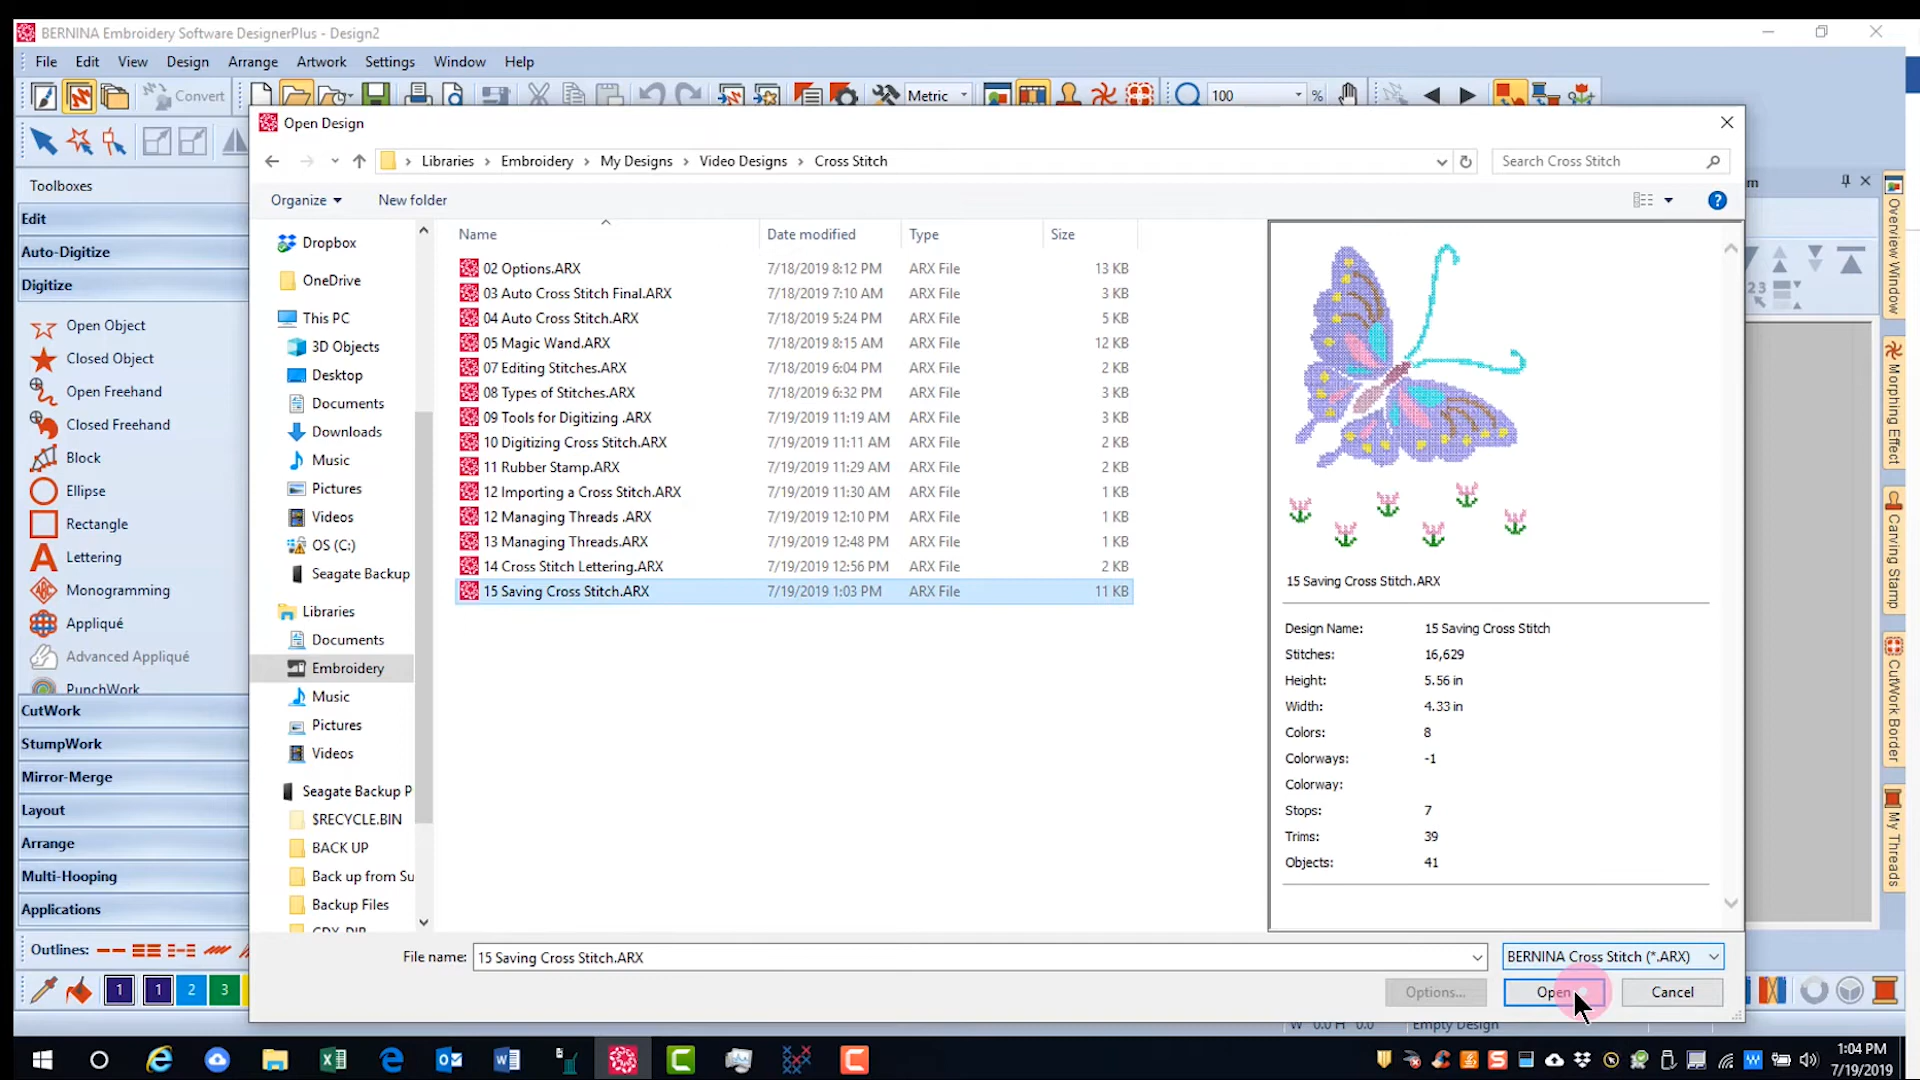 BERNINA Embroidery Software DesignerPlus - Design2
File Edit View Design Arrange Artwork Settings Window Help
Convert Metric 100 %
Open Design
Libraries > Embroidery > My Designs > Video Designs > Cross Stitch Search Cross Stitch
Organize New folder
Toolboxes
Edit
Auto-Digitize
Digitize
Open Object
Closed Object
Open Freehand
Closed Freehand
Block
Ellipse
Rectangle
Lettering
Monogramming
Appliqué
Advanced Appliqué
PunchWork
CutWork
StumpWork
Mirror-Merge
Layout
Arrange
Multi-Hooping
Applications
Outlines:
1 1 2 3
Dropbox
OneDrive
This PC
3D Objects
Desktop
Documents
Downloads
Music
Pictures
Videos
OS (C:)
Seagate Backup
Libraries
Documents
Embroidery
Music
Pictures
Videos
Seagate Backup P
$RECYCLE.BIN
BACK UP
Back up from Su
Backup Files
Name Date modified Type Size
02 Options.ARX 7/18/2019 8:12 PM ARX File 13 KB
03 Auto Cross Stitch Final.ARX 7/18/2019 7:10 AM ARX File 3 KB
04 Auto Cross Stitch.ARX 7/18/2019 5:24 PM ARX File 5 KB
05 Magic Wand.ARX 7/18/2019 8:15 AM ARX File 12 KB
07 Editing Stitches.ARX 7/18/2019 6:04 PM ARX File 2 KB
08 Types of Stitches.ARX 7/18/2019 6:32 PM ARX File 3 KB
09 Tools for Digitizing .ARX 7/19/2019 11:19 AM ARX File 3 KB
10 Digitizing Cross Stitch.ARX 7/19/2019 11:11 AM ARX File 2 KB
11 Rubber Stamp.ARX 7/19/2019 11:29 AM ARX File 2 KB
12 Importing a Cross Stitch.ARX 7/19/2019 11:30 AM ARX File 1 KB
12 Managing Threads .ARX 7/19/2019 12:10 PM ARX File 1 KB
13 Managing Threads.ARX 7/19/2019 12:48 PM ARX File 1 KB
14 Cross Stitch Lettering.ARX 7/19/2019 12:56 PM ARX File 2 KB
15 Saving Cross Stitch.ARX 7/19/2019 1:03 PM ARX File 11 KB
15 Saving Cross Stitch.ARX
Design Name: 15 Saving Cross Stitch
Stitches: 16,629
Height: 5.56 in
Width: 4.33 in
Colors: 8
Colorways: -1
Colorway:
Stops: 7
Trims: 39
Objects: 41
File name: 15 Saving Cross Stitch.ARX BERNINA Cross Stitch (*.ARX)
Options... Open Cancel
W 0.0 H 0.0 Empty Design
Overview Window
Morphing Effect
Carving Stamp
CutWork Border
My Threads
1:04 PM
7/19/2019